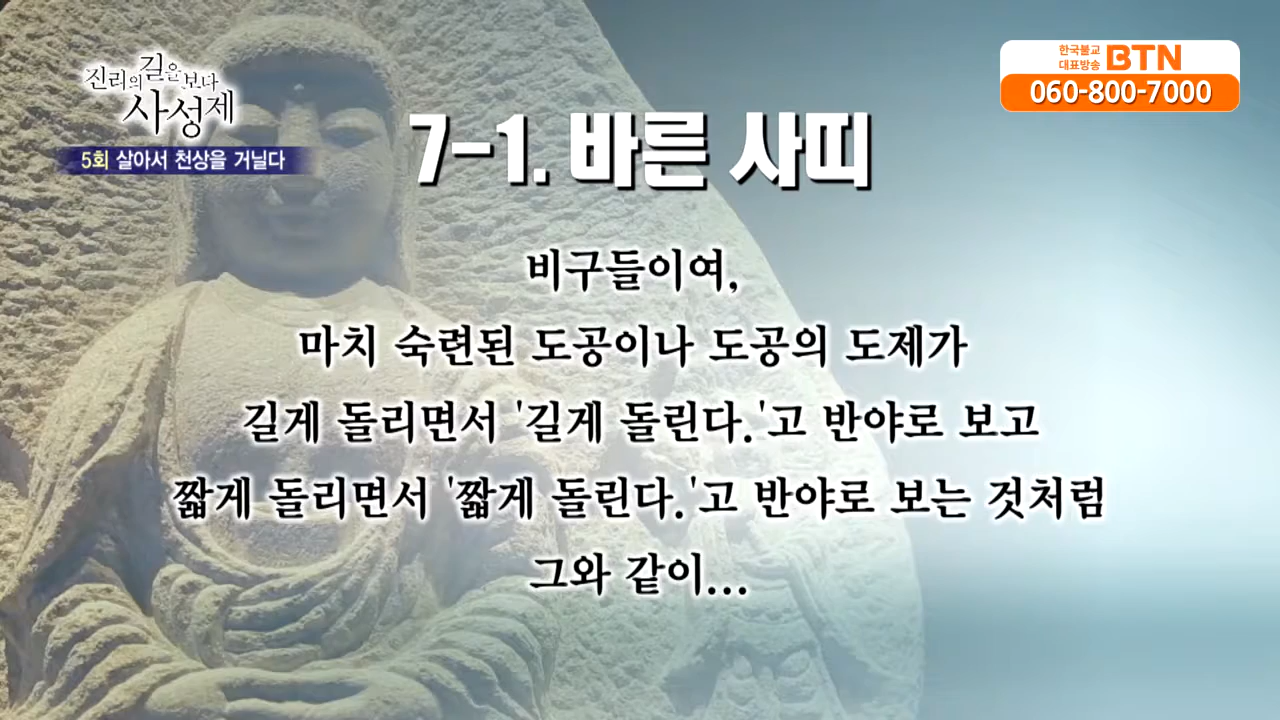 진리의 길을 보다
사성제
5회 살아서 천상을 거닐다
한국불교
대표방송 BTN
060-800-7000
7-1. 바른 사띠
비구들이여,
마치 숙련된 도공이나 도공의 도제가
길게 돌리면서 '길게 돌린다.'고 반야로 보고
짧게 돌리면서 '짧게 돌린다.'고 반야로 보는 것처럼
그와 같이...